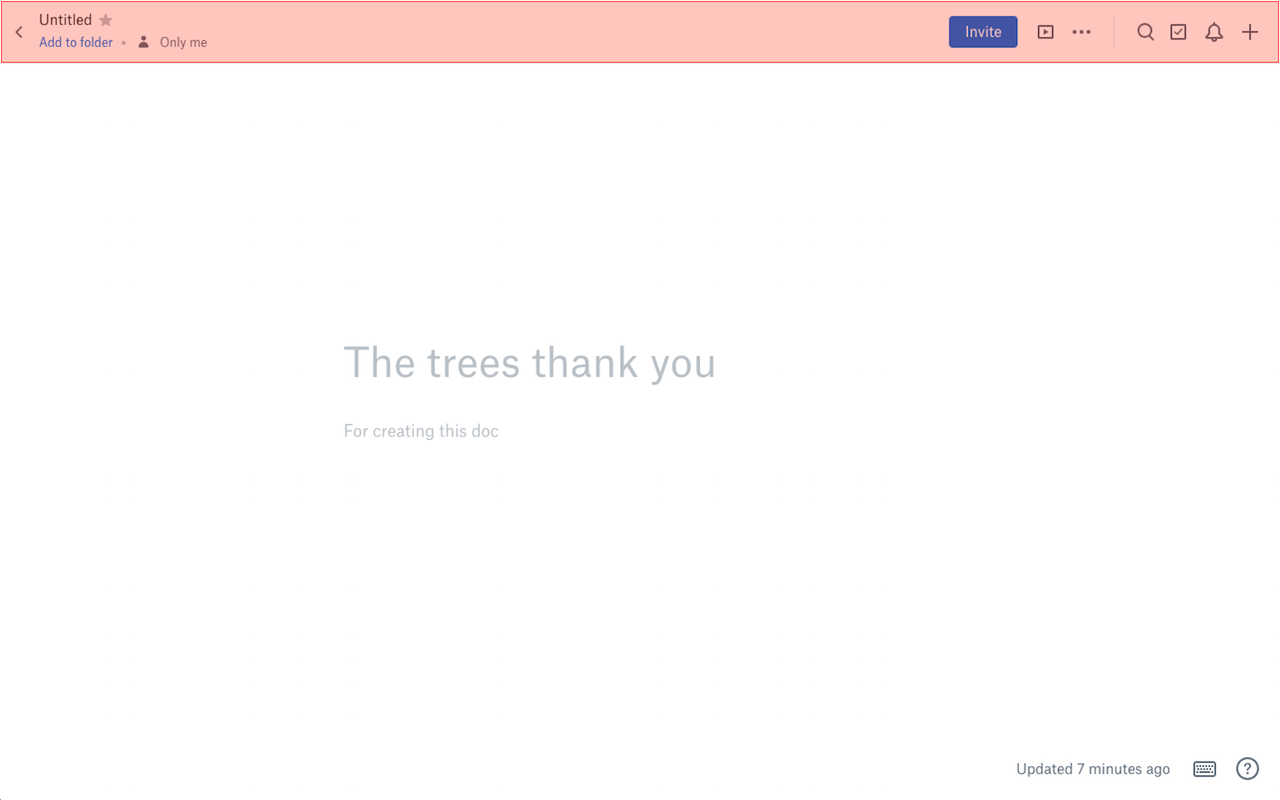 Untitled
Add to folder • Only me
Invite
The trees thank you
For creating this doc
Updated 7 minutes ago